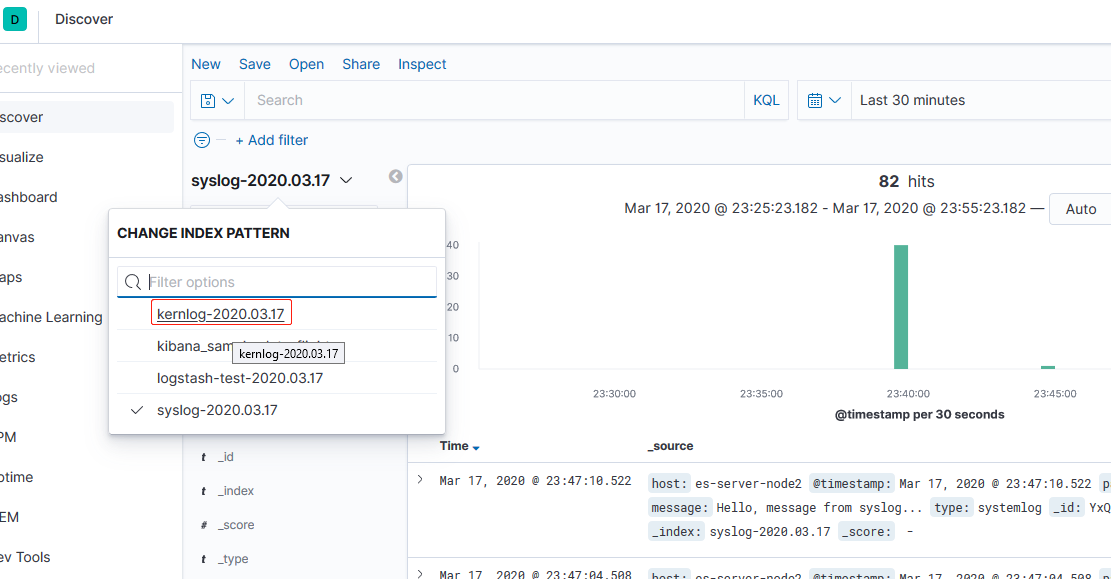 D Discover
ecently viewed
New Save Open Share Inspect
Search KQL Last 30 minutes
iscover
+ Add filter
sualize
syslog-2020.03.17
82 hits
ashboard
Mar 17, 2020 @ 23:25:23.182 - Mar 17, 2020 @ 23:55:23.182 — Auto
CHANGE INDEX PATTERN
anvas
40
aps
Filter options
30
kernlog-2020.03.17
achine Learning
20
kibana_sam
kernlog-2020.03.17
10
etrics
logstash-test-2020.03.17
0
ogs
23:30:00 23:35:00 23:40:00 23:45:00
syslog-2020.03.17
@timestamp per 30 seconds
PM
Time _source
t _id
ptime
Mar 17, 2020 @ 23:47:10.522 host: es-server-node2 @timestamp: Mar 17, 2020 @ 23:47:10.522 p
t _index
message: Hello, message from syslog... type: systemlog _id: YxQ
EM
# _score
_index: syslog-2020.03.17 _score: -
ev Tools
t _type
Mar 17, 2020 @ 23:47:04.508 host: es-server-node2 @timestamp: Mar 17, 2020 @ 23:47:04.508 p